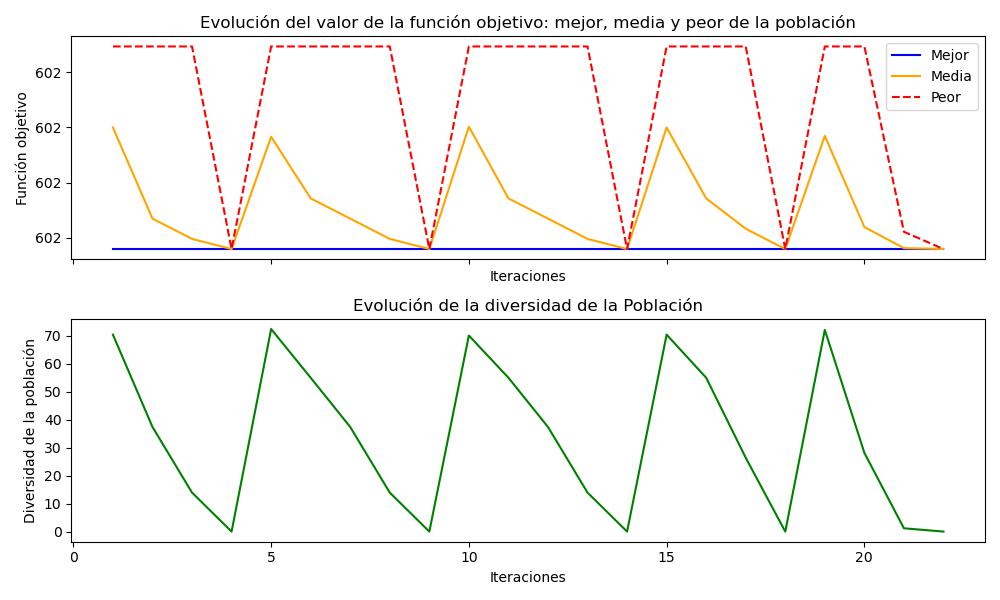 Evolución del valor de la función objetivo: mejor, media y peor de la población
Función objetivo
602
602
602
602
Mejor
Media
Peor
Iteraciones
Evolución de la diversidad de la Población
Diversidad de la población
70
60
50
40
30
20
10
0
0 5 10 15 20
Iteraciones